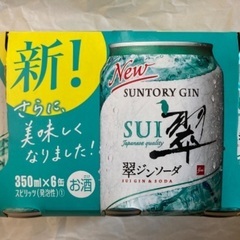 新!
さらに、
美味しく
なりました!
350ml×6缶
スピリッツ(発泡性)①
お酒
New
SUNTORY GIN
SUI
Japanese quality
翠
翠ジンソーダ
SUI GIN & SODA